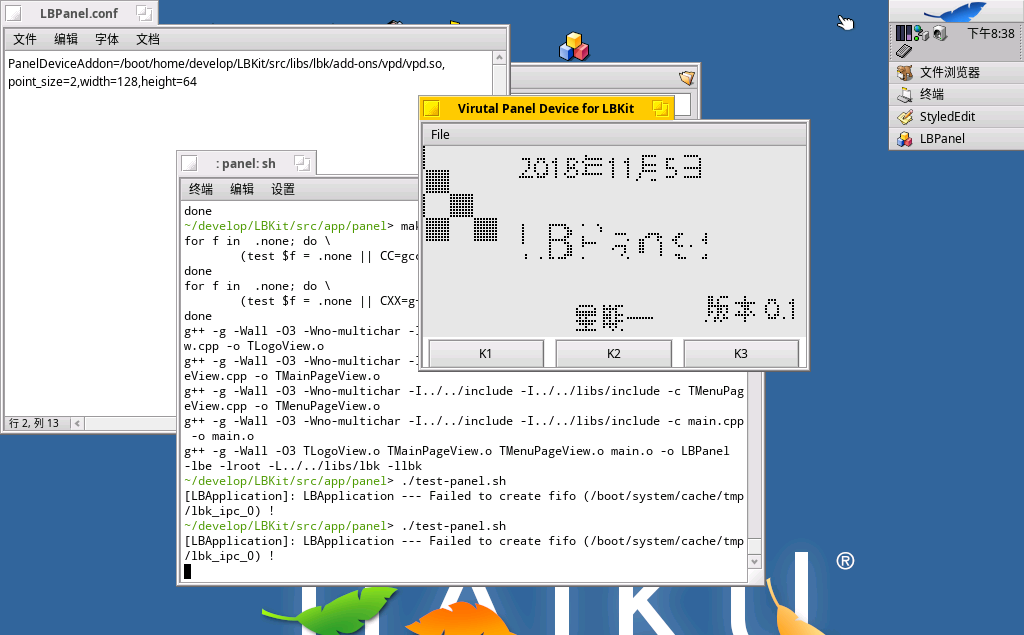 LBPanel.conf
文件 编辑 字体 文档
PanelDeviceAddon=/boot/home/develop/LBKit/src/libs/lbk/add-ons/vpd/vpd.so,
point_size=2,width=128,height=64
行 2, 列 13
下午8:38
文件浏览器
终端
StyledEdit
LBPanel
Virutal Panel Device for LBKit
File
2018年11月5日
LBPanel
星期一
版本 0.1
K1 K2 K3
: panel: sh
终端 编辑 设置
done
~/develop/LBKit/src/app/panel> mak
for f in  .none; do \
(test $f = .none || CC=gcc
done
for f in  .none; do \
(test $f = .none || CXX=g+
done
g++ -g -Wall -O3 -Wno-multichar -I
w.cpp -o TLogoView.o
g++ -g -Wall -O3 -Wno-multichar -I
eView.cpp -o TMainPageView.o
g++ -g -Wall -O3 -Wno-multichar -I../../include -I../../libs/include -c TMenuPag
eView.cpp -o TMenuPageView.o
g++ -g -Wall -O3 -Wno-multichar -I../../include -I../../libs/include -c main.cpp
-o main.o
g++ -g -Wall -O3 TLogoView.o TMainPageView.o TMenuPageView.o main.o -o LBPanel
-lbe -lroot -L../../libs/lbk -llbk
~/develop/LBKit/src/app/panel> ./test-panel.sh
[LBApplication]: LBApplication --- Failed to create fifo (/boot/system/cache/tmp
/lbk_ipc_0) !
~/develop/LBKit/src/app/panel> ./test-panel.sh
[LBApplication]: LBApplication --- Failed to create fifo (/boot/system/cache/tmp
/lbk_ipc_0) !
HAIKU ®